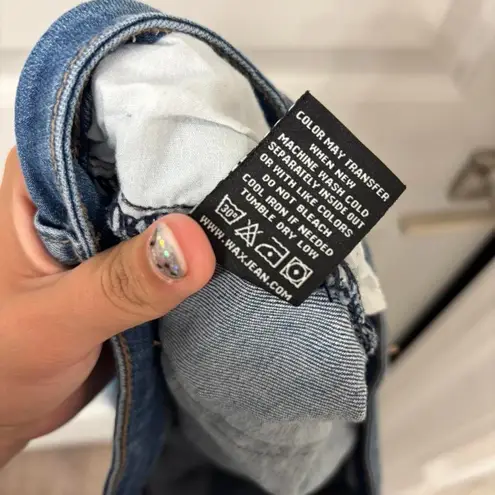 COLOR MAY TRANSFER
WHEN NEW
MACHINE WASH COLD
SEPARATELY INSIDE OUT
OR WITH LIKE COLORS
DO NOT BLEACH
COOL IRON IF NEEDED
TUMBLE DRY LOW
30°
WWW.WAXJEAN.COM